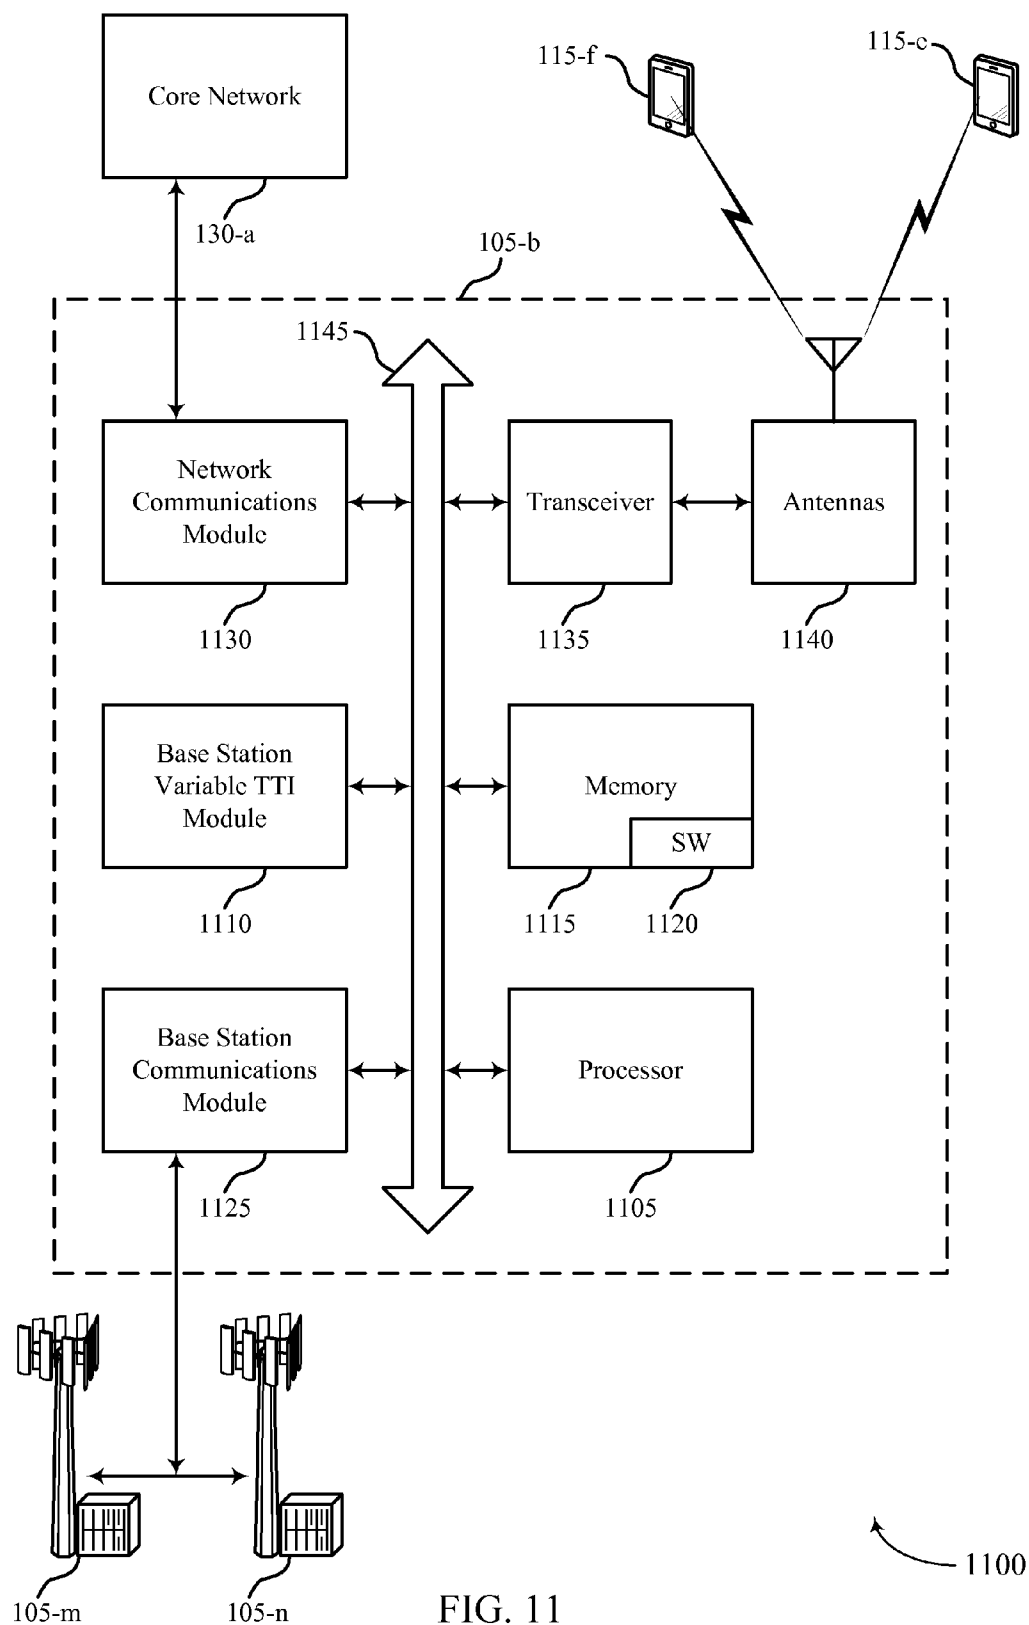 115-f
115-e
Core Network
130-a
105-b
1145
Network
Communications
Module
Transceiver
Antennas
1130
1135
1140
Base Station
Variable TTI
Module
Memory
SW
1110
1115
1120
Base Station
Communications
Module
Processor
1125
1105
1100
105-m
105-n
FIG. 11